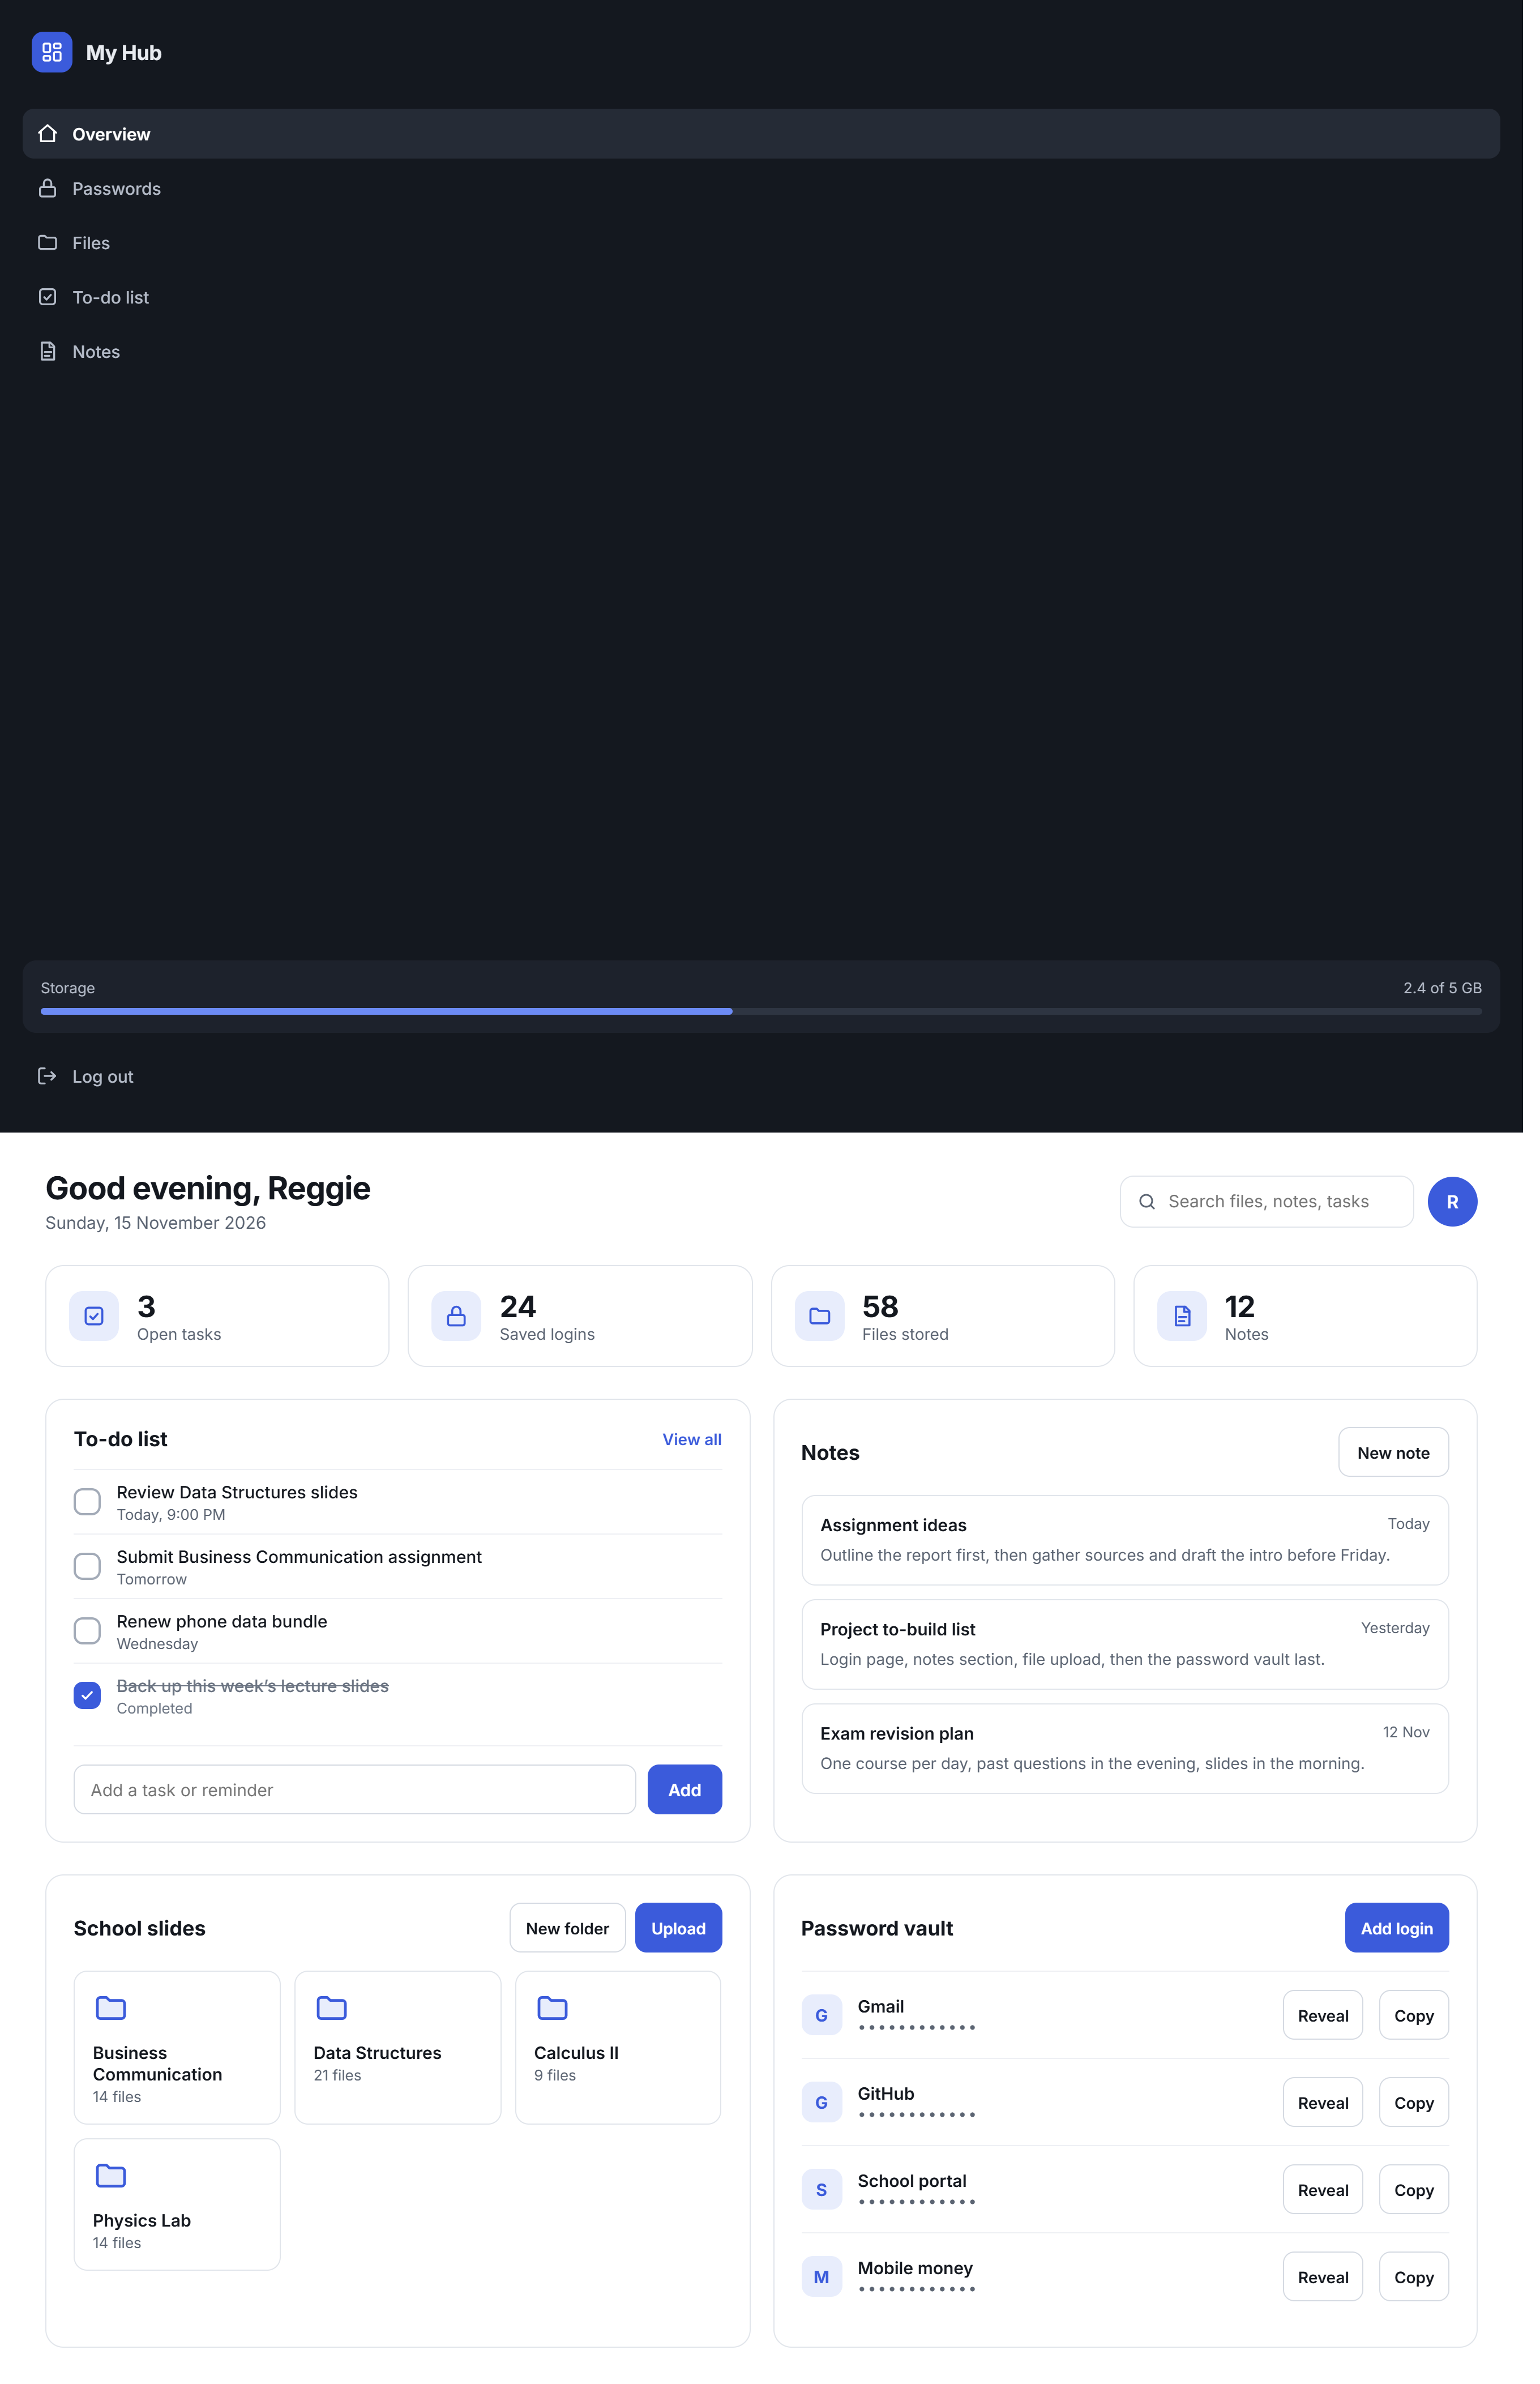 My Hub
Overview
Passwords
Files
To-do list
Notes
Storage 2.4 of 5 GB
Log out
Good evening, Reggie
Sunday, 15 November 2026
Search files, notes, tasks
R
3
Open tasks
24
Saved logins
58
Files stored
12
Notes
To-do list View all
Review Data Structures slides
Today, 9:00 PM
Submit Business Communication assignment
Tomorrow
Renew phone data bundle
Wednesday
Back up this week’s lecture slides
Completed
Add a task or reminder Add
Notes New note
Assignment ideas Today
Outline the report first, then gather sources and draft the intro before Friday.
Project to-build list Yesterday
Login page, notes section, file upload, then the password vault last.
Exam revision plan 12 Nov
One course per day, past questions in the evening, slides in the morning.
School slides New folder Upload
Business
Communication
14 files
Data Structures
21 files
Calculus II
9 files
Physics Lab
14 files
Password vault Add login
G Gmail Reveal Copy
••••••••••••
G GitHub Reveal Copy
••••••••••••
S School portal Reveal Copy
••••••••••••
M Mobile money Reveal Copy
••••••••••••